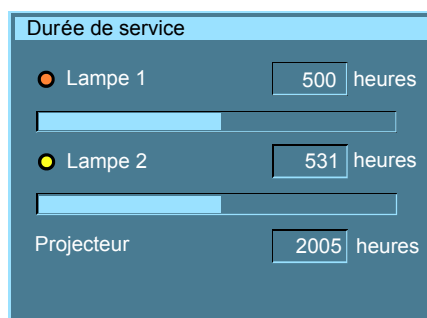 Durée de service
Lampe 1 500 heures
Lampe 2 531 heures
Projecteur 2005 heures